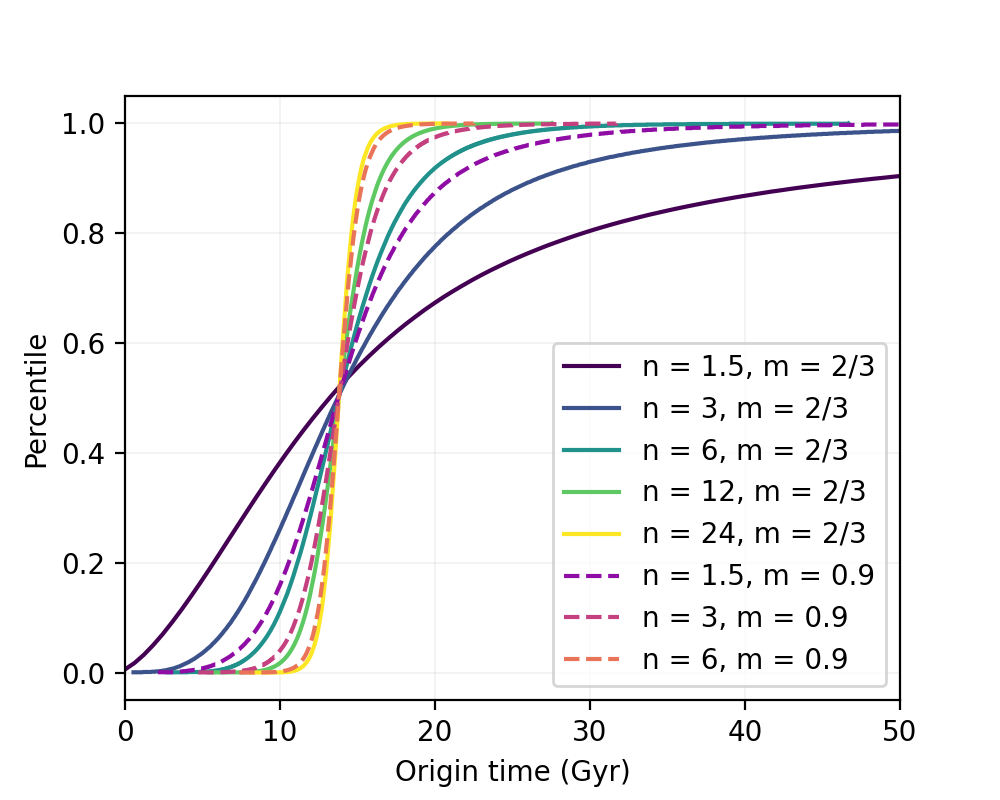 1.0
0.8
0.6
0.4
0.2
0.0
Percentile
0 10 20 30 40 50
Origin time (Gyr)
n = 1.5, m = 2/3
n = 3, m = 2/3
n = 6, m = 2/3
n = 12, m = 2/3
n = 24, m = 2/3
n = 1.5, m = 0.9
n = 3, m = 0.9
n = 6, m = 0.9